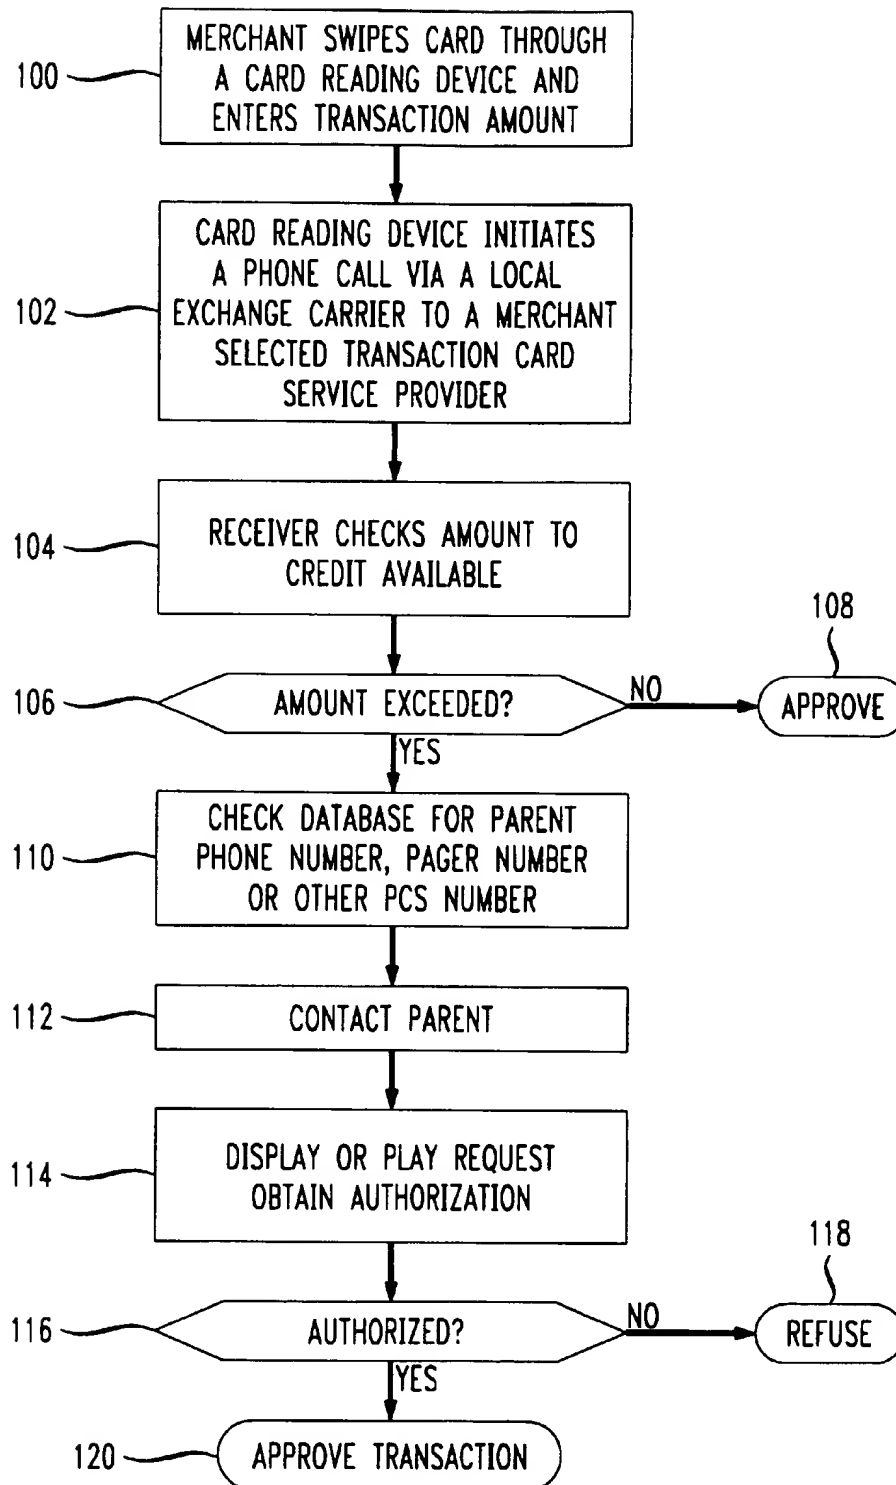 MERCHANT SWIPES CARD THROUGH
A CARD READING DEVICE AND
ENTERS TRANSACTION AMOUNT
100
CARD READING DEVICE INITIATES
A PHONE CALL VIA A LOCAL
EXCHANGE CARRIER TO A MERCHANT
SELECTED TRANSACTION CARD
SERVICE PROVIDER
102
RECEIVER CHECKS AMOUNT TO
CREDIT AVAILABLE
104
106
AMOUNT EXCEEDED?
NO
108
APPROVE
YES
CHECK DATABASE FOR PARENT
PHONE NUMBER, PAGER NUMBER
OR OTHER PCS NUMBER
110
112
CONTACT PARENT
DISPLAY OR PLAY REQUEST
OBTAIN AUTHORIZATION
114
116
AUTHORIZED?
NO
118
REFUSE
YES
120
APPROVE TRANSACTION